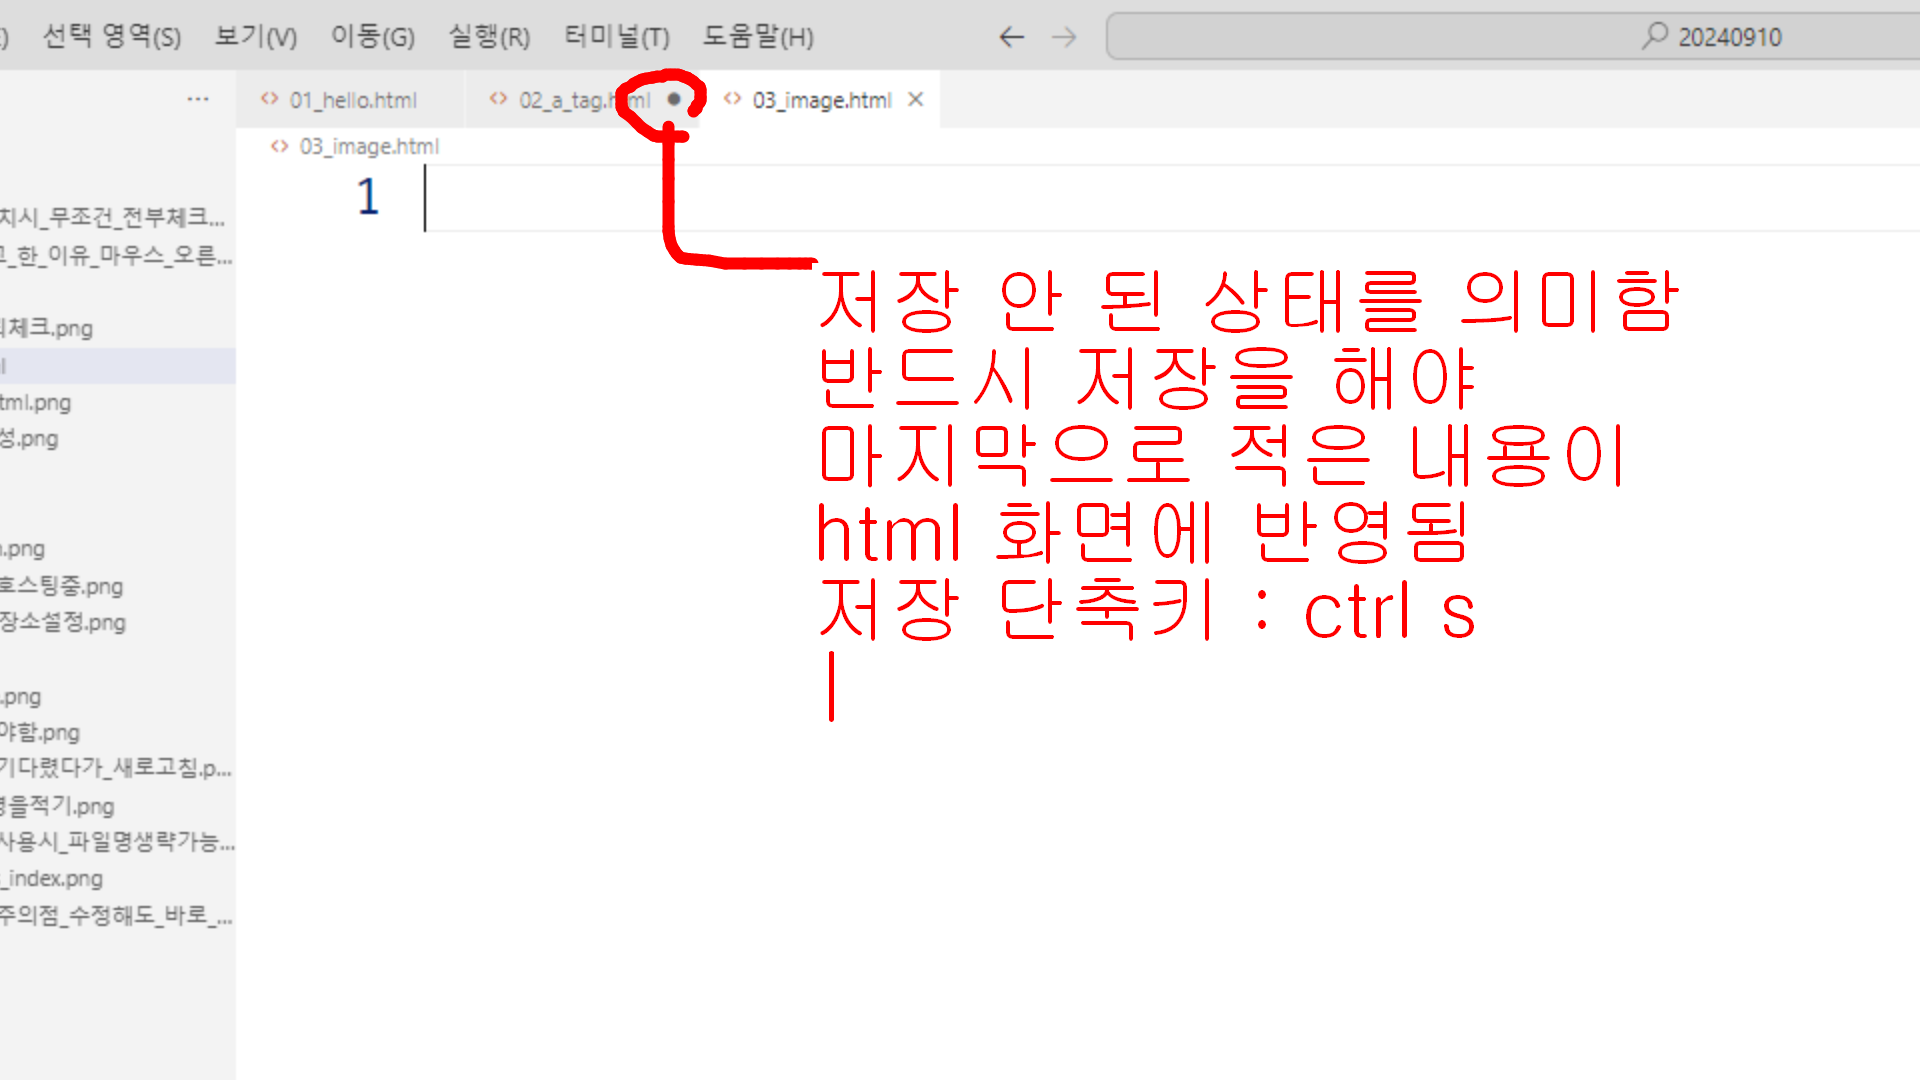 선택 영역(S) 보기(V) 이동(G) 실행(R) 터미널(T) 도움말(H) 20240910
01_hello.html 02_a_tag.html 03_image.html
03_image.html
1
치시_무조건_전부체크...
_한_이유_마우스_오른...
체크.png
tml.png
성.png
.png
호스팅중.png
장소설정.png
.png
야함.png
기다렸다가_새로고침.p...
명을적기.png
사용시_파일명생략가능...
_index.png
주의점_수정해도_바로_...
저장 안 된 상태를 의미함
반드시 저장을 해야
마지막으로 적은 내용이
html 화면에 반영됨
저장 단축키 : ctrl s